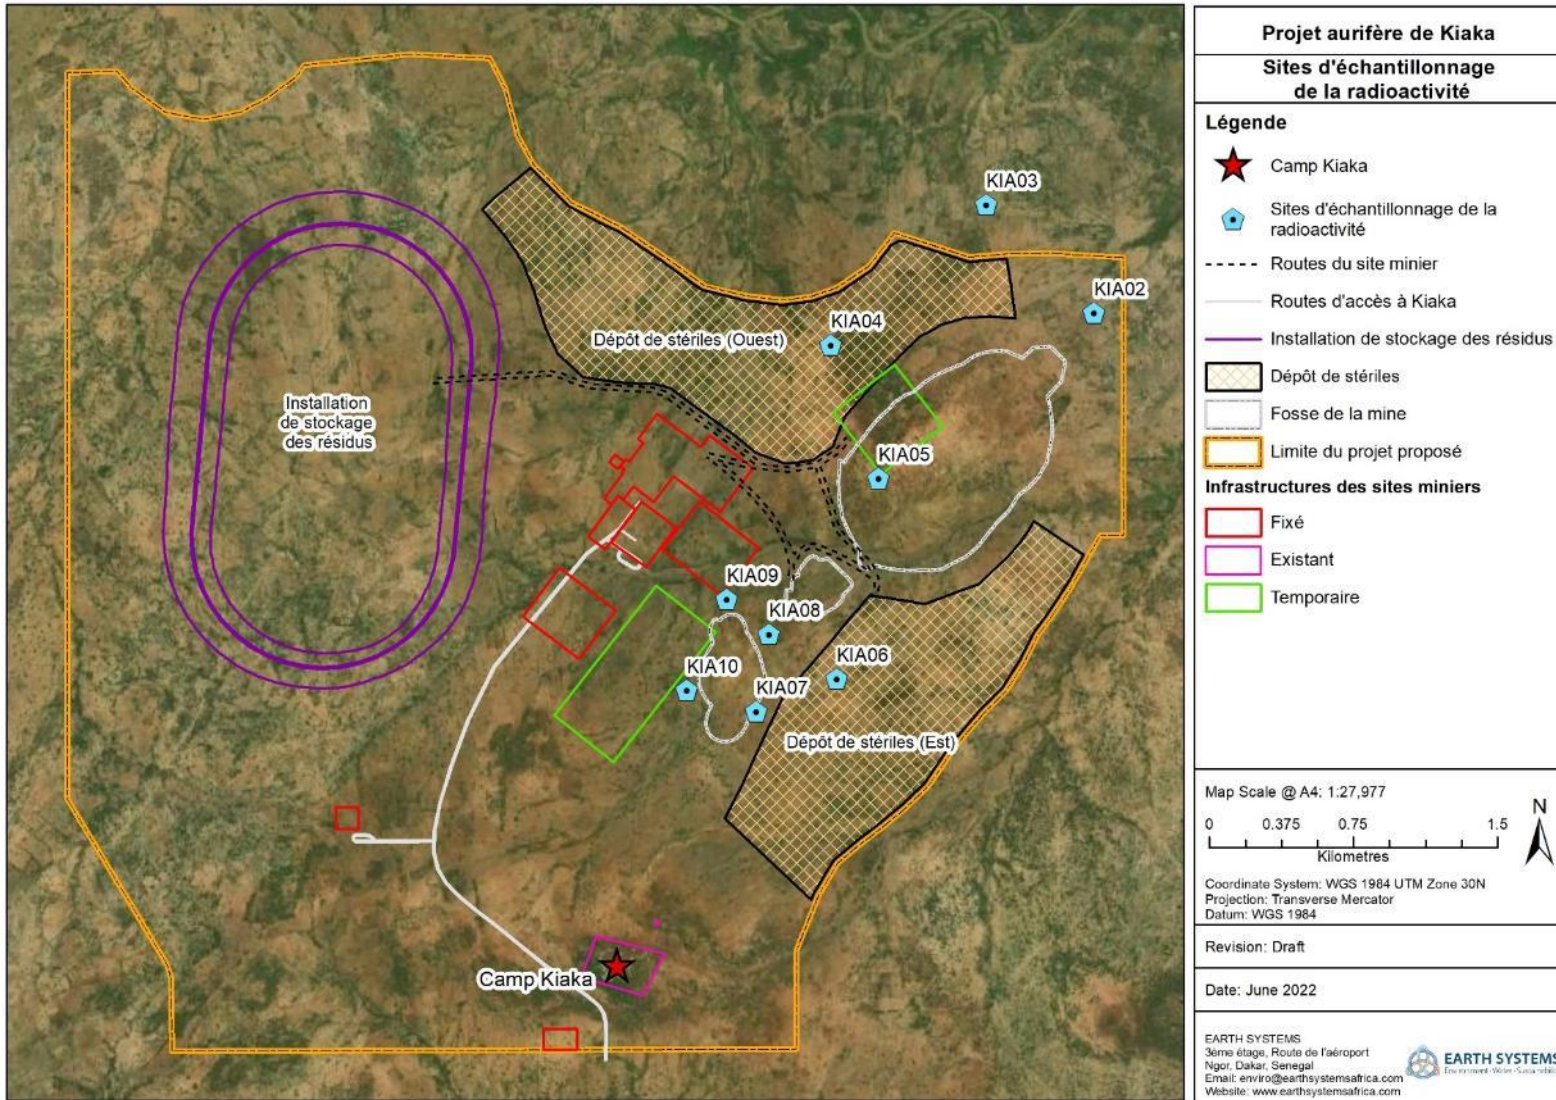 KIA03
KIA02
KIA04
Dépôt de stériles (Ouest)
Installation
de stockage
des résidus
KIA05
KIA09
KIA08
KIA10
KIA06
KIA07
Dépôt de stériles (Est)
Camp Kiaka
Projet aurifère de Kiaka
Sites d'échantillonnage
de la radioactivité
Légende
Camp Kiaka
Sites d'échantillonnage de la
radioactivité
Routes du site minier
Routes d'accès à Kiaka
Installation de stockage des résidus
Dépôt de stériles
Fosse de la mine
Limite du projet proposé
Infrastructures des sites miniers
Fixé
Existant
Temporaire
Map Scale @ A4: 1:27,977
N
0 0.375 0.75 1.5
Kilometres
Coordinate System: WGS 1984 UTM Zone 30N
Projection: Transverse Mercator
Datum: WGS 1984
Revision: Draft
Date: June 2022
EARTH SYSTEMS
3ème étage, Route de l'aéroport
Ngor, Dakar, Senegal
Email: enviro@earthsystemsafrica.com
Website: www.earthsystemsafrica.com
EARTH SYSTEMS